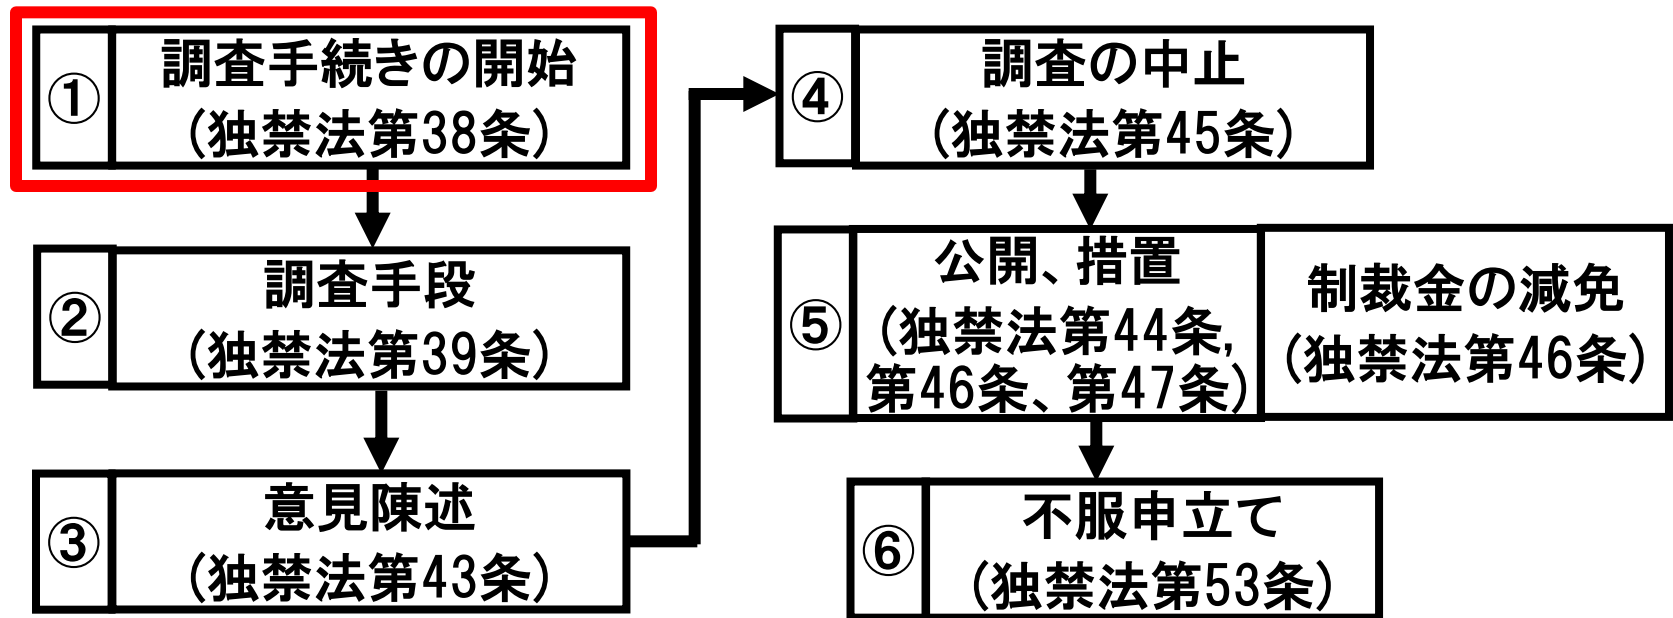 ①
調査手続きの開始
（独禁法第38条）
②
調査手段
（独禁法第39条）
③
意見陳述
（独禁法第43条）
④
調査の中止
（独禁法第45条）
⑤
公開、措置
（独禁法第44条,
第46条、第47条）
制裁金の減免
（独禁法第46条）
⑥
不服申立て
（独禁法第53条）